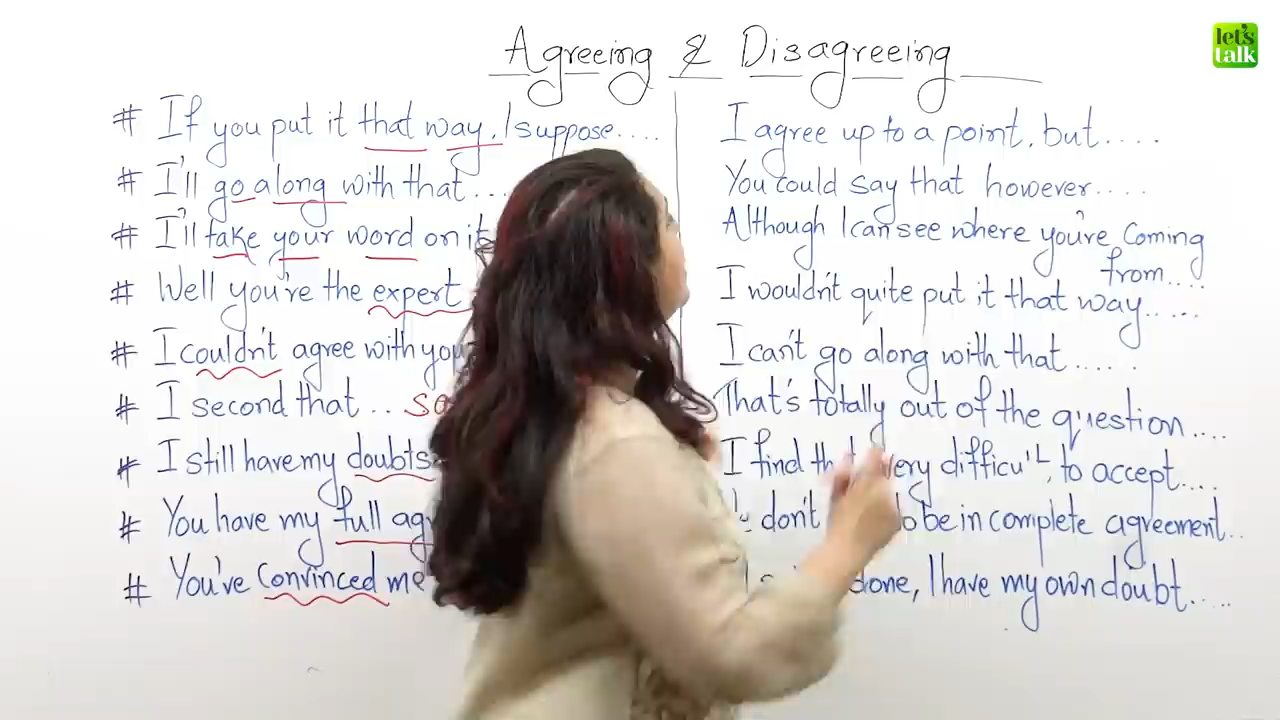 let's talk
Agreeing & Disagreeing
# If you put it that way, I suppose....
# I'll go along with that...
# I'll take your word on it
# Well you're the expert
# I couldn't agree with you
# I second that ..
# I still have my doubts
# You have my full
# You've convinced me
I agree up to a point, but.....
You could say that however....
Although I can see where you're coming
from....
I wouldn't quite put it that way.....
I can't go along with that.....
That's totally out of the question....
I find that very difficult to accept....
don't be in complete agreement..
done, I have my own doubt.....